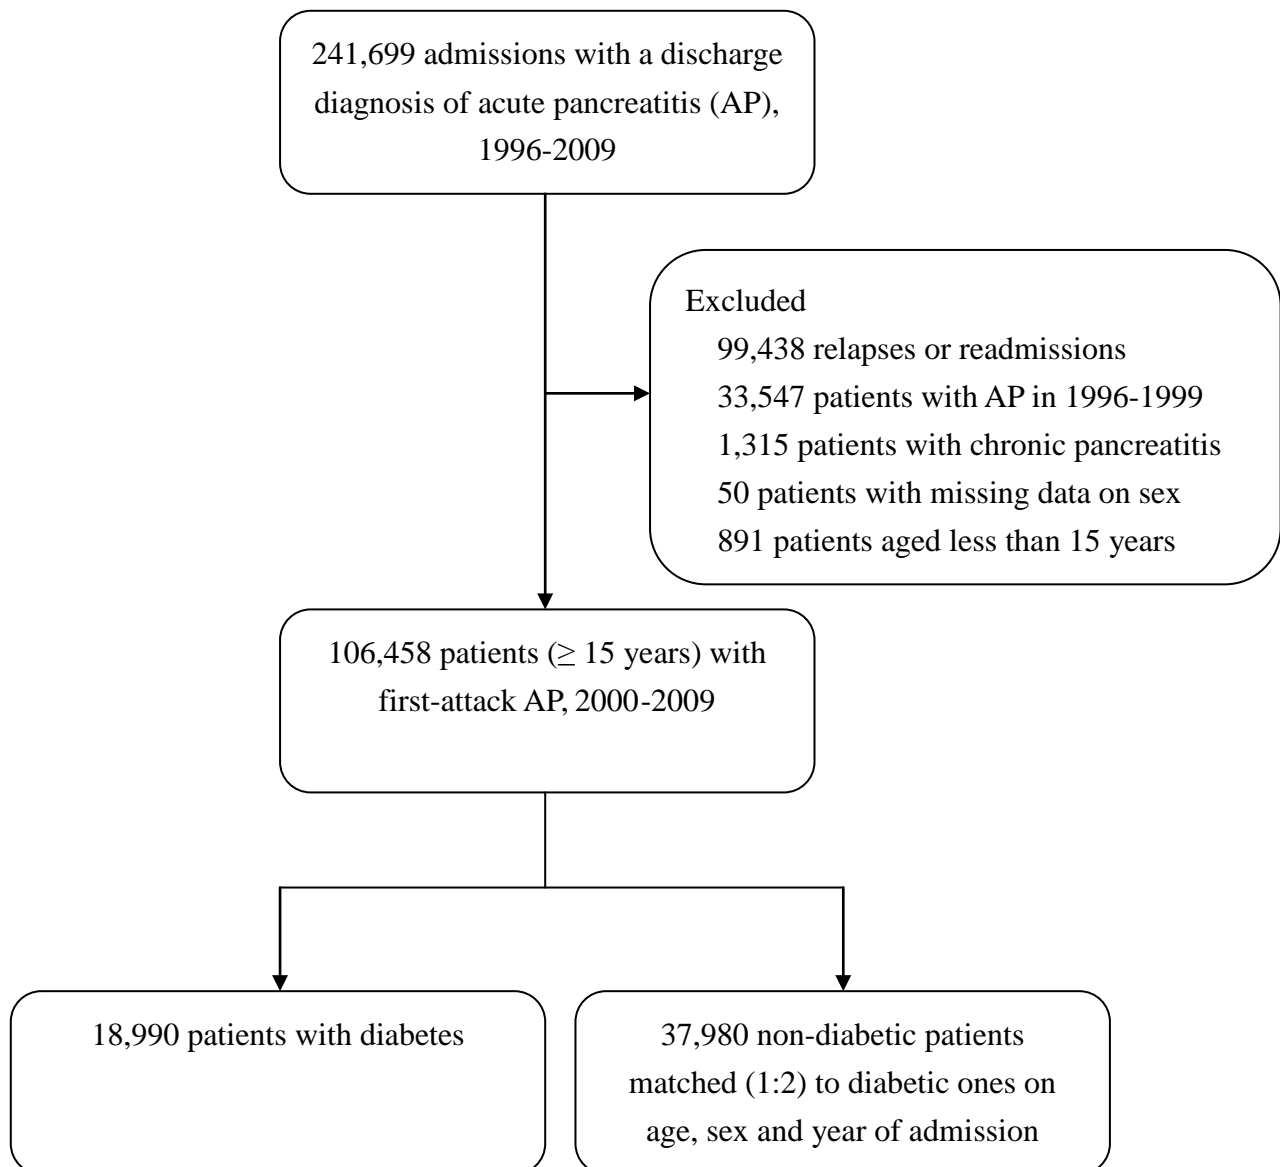 241,699 admissions with a discharge
diagnosis of acute pancreatitis (AP),
1996-2009
Excluded
99,438 relapses or readmissions
33,547 patients with AP in 1996-1999
1,315 patients with chronic pancreatitis
50 patients with missing data on sex
891 patients aged less than 15 years
106,458 patients (≥ 15 years) with
first-attack AP, 2000-2009
18,990 patients with diabetes
37,980 non-diabetic patients
matched (1:2) to diabetic ones on
age, sex and year of admission